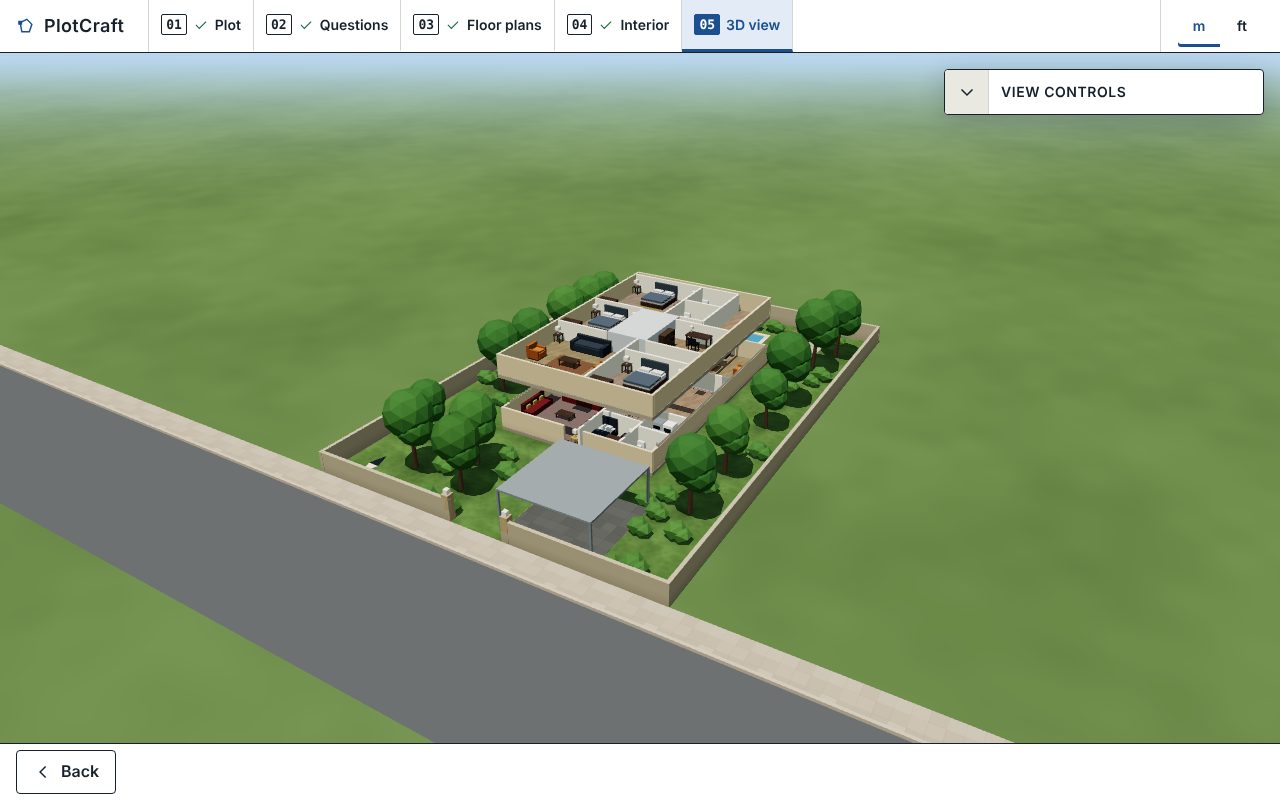 PlotCraft
01 Plot
02 Questions
03 Floor plans
04 Interior
05 3D view
m
ft
VIEW CONTROLS
Back